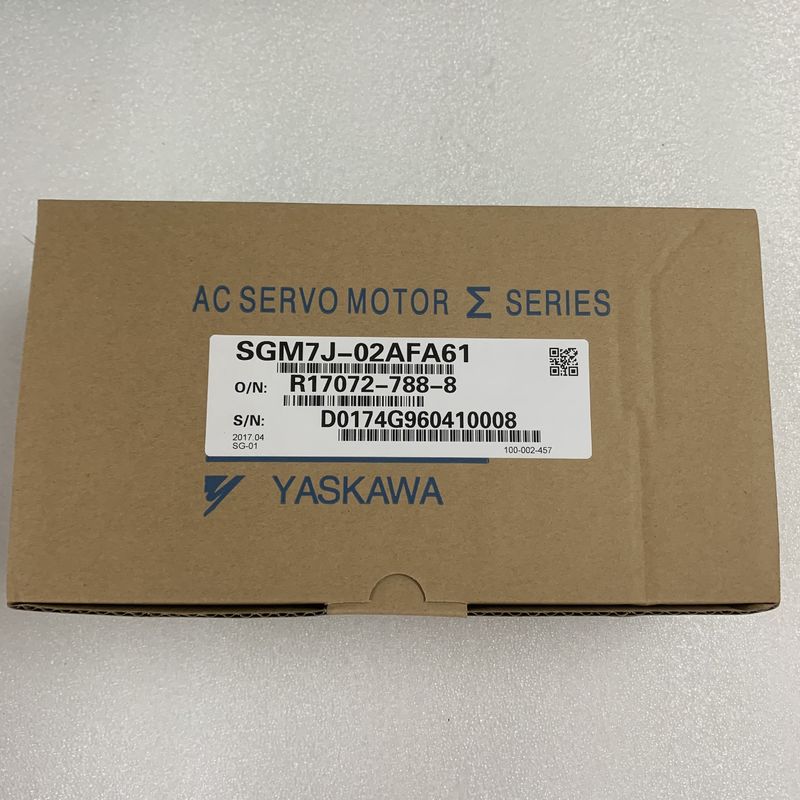 AC SERVO MOTOR Σ SERIES
SGM7J-02AFA61
O/N: R17072-788-8
S/N: D0174G960410008
2017.04
SG-01
100-002-457
YASKAWA